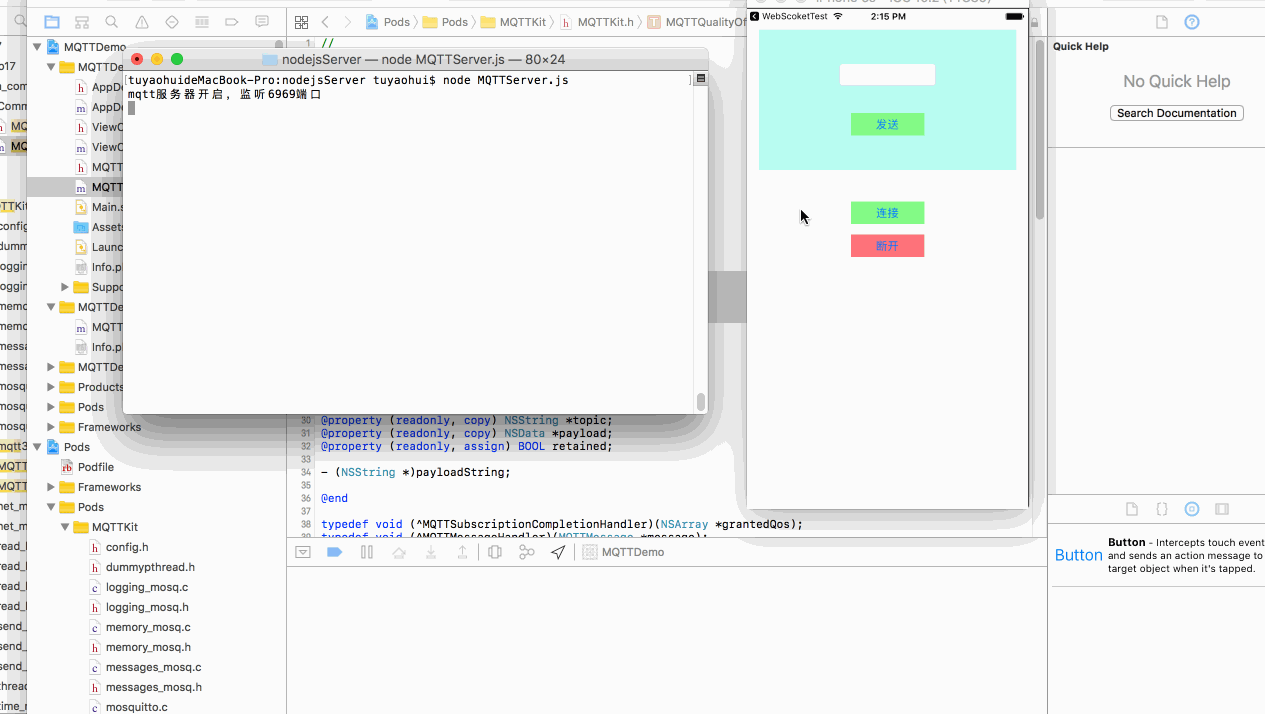 Pods
Pods
MQTTKit
MQTTKit.h
MQTTQualityOf
WebScoketTest
2:15 PM
Quick Help
No Quick Help
Search Documentation
MQTTDemo
nodejsServer — node MQTTServer.js — 80×24
tuyaohuideMacBook-Pro:nodejsServer tuyaohui$ node MQTTServer.js
mqtt服务器开启，监听6969端口
发送
连接
断开
MQTTDe
AppDe
AppDe
ViewC
ViewC
MQTT
MQTT
Main.s
Assets
Launc
Info.p
Suppo
MQTTDe
MQTT
Info.p
MQTTDe
Products
Pods
Frameworks
Pods
Podfile
Frameworks
Pods
MQTTKit
config.h
dummypthread.h
logging_mosq.c
logging_mosq.h
memory_mosq.c
memory_mosq.h
messages_mosq.c
messages_mosq.h
mosquitto.c
1 //
30 @property (readonly, copy) NSString *topic;
31 @property (readonly, copy) NSData *payload;
32 @property (readonly, assign) BOOL retained;
33
34 - (NSString *)payloadString;
35
36 @end
37
38 typedef void (^MQTTSubscriptionCompletionHandler)(NSArray *grantedQos);
39 typedef void (^MQTTMessageHandler)(MQTTMessage *message);
MQTTDemo
Button
Button - Intercepts touch event
and sends an action message to
target object when it's tapped.